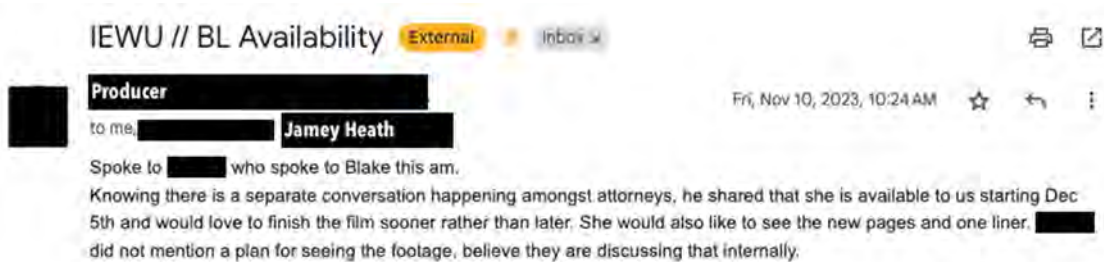 IEWU // BL Availability External Inbox x
Producer
Fri, Nov 10, 2023, 10:24 AM
to me, Jamey Heath
Spoke to who spoke to Blake this am.
Knowing there is a separate conversation happening amongst attorneys, he shared that she is available to us starting Dec
5th and would love to finish the film sooner rather than later. She would also like to see the new pages and one liner.
did not mention a plan for seeing the footage, believe they are discussing that internally.